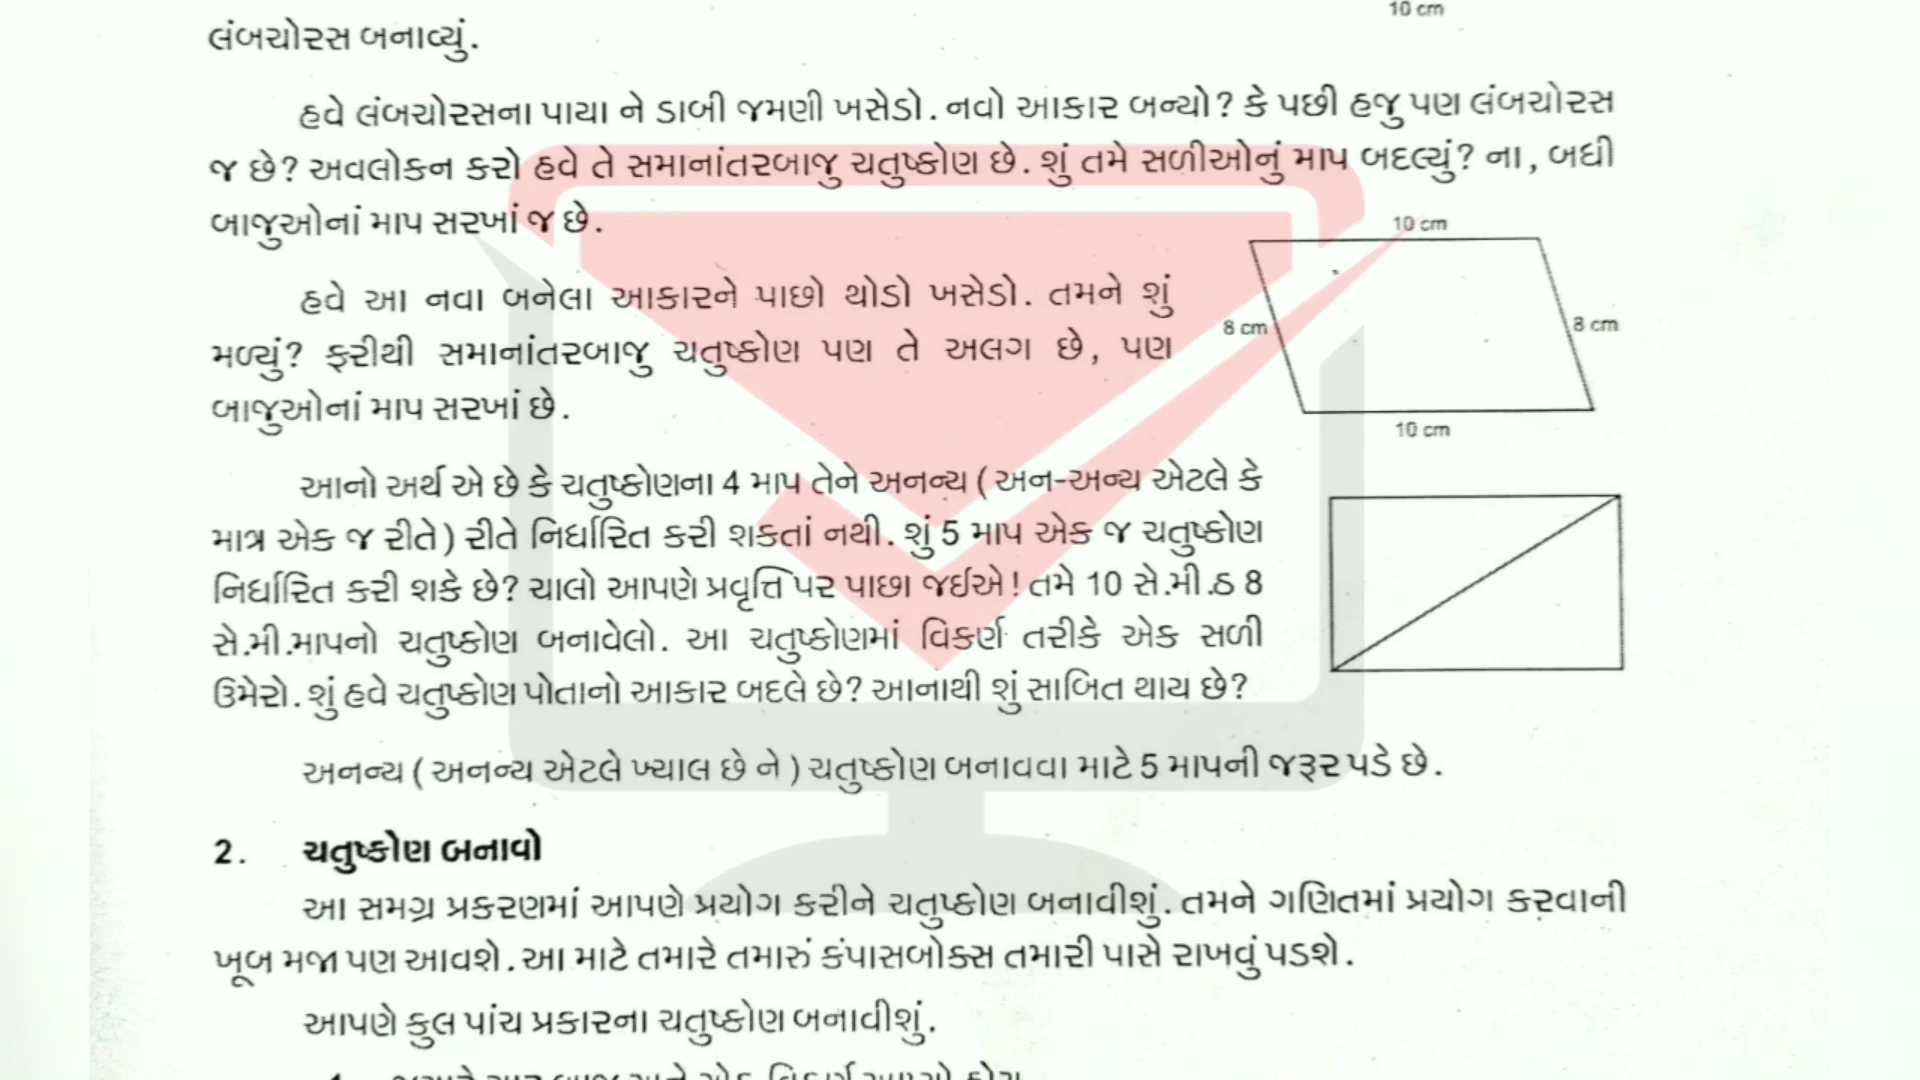 10 cm
લંબચોરસ બનાવ્યું.
હવે લંબચોરસના પાયા ને ડાબી જમણી ખસેડો. નવો આકાર બન્યો? કે પછી હજુ પણ લંબચોરસ
જ છે? અવલોકન કરો હવે તે સમાનાંતરબાજુ ચતુષ્કોણ છે. શું તમે સળીઓનું માપ બદલ્યું? ના, બધી
બાજુઓનાં માપ સરખાં જ છે.
10 cm
હવે આ નવા બનેલા આકારને પાછો થોડો ખસેડો. તમને શું
8 cm
8 cm
મળ્યું? ફરીથી સમાનાંતરબાજુ ચતુષ્કોણ પણ તે અલગ છે, પણ
બાજુઓનાં માપ સરખાં છે.
10 cm
આનો અર્થ એ છે કે ચતુષ્કોણના 4 માપ તેને અનન્ય (અન-અન્ય એટલે કે
માત્ર એક જ રીતે) રીતે નિર્ધારિત કરી શકતાં નથી. શું 5 માપ એક જ ચતુષ્કોણ
નિર્ધારિત કરી શકે છે? ચાલો આપણે પ્રવૃત્તિ પર પાછા જઈએ! તમે 10 સે.મી.ઠ 8
સે.મી.માપનો ચતુષ્કોણ બનાવેલો. આ ચતુષ્કોણમાં વિકર્ણ તરીકે એક સળી
ઉમેરો. શું હવે ચતુષ્કોણ પોતાનો આકાર બદલે છે? આનાથી શું સાબિત થાય છે?
અનન્ય (અનન્ય એટલે ખ્યાલ છે ને) ચતુષ્કોણ બનાવવા માટે 5 માપની જરૂર પડે છે.
2. ચતુષ્કોણ બનાવો
આ સમગ્ર પ્રકરણમાં આપણે પ્રયોગ કરીને ચતુષ્કોણ બનાવીશું. તમને ગણિતમાં પ્રયોગ કરવાની
ખૂબ મજા પણ આવશે. આ માટે તમારે તમારું કંપાસબોક્સ તમારી પાસે રાખવું પડશે.
આપણે કુલ પાંચ પ્રકારના ચતુષ્કોણ બનાવીશું.